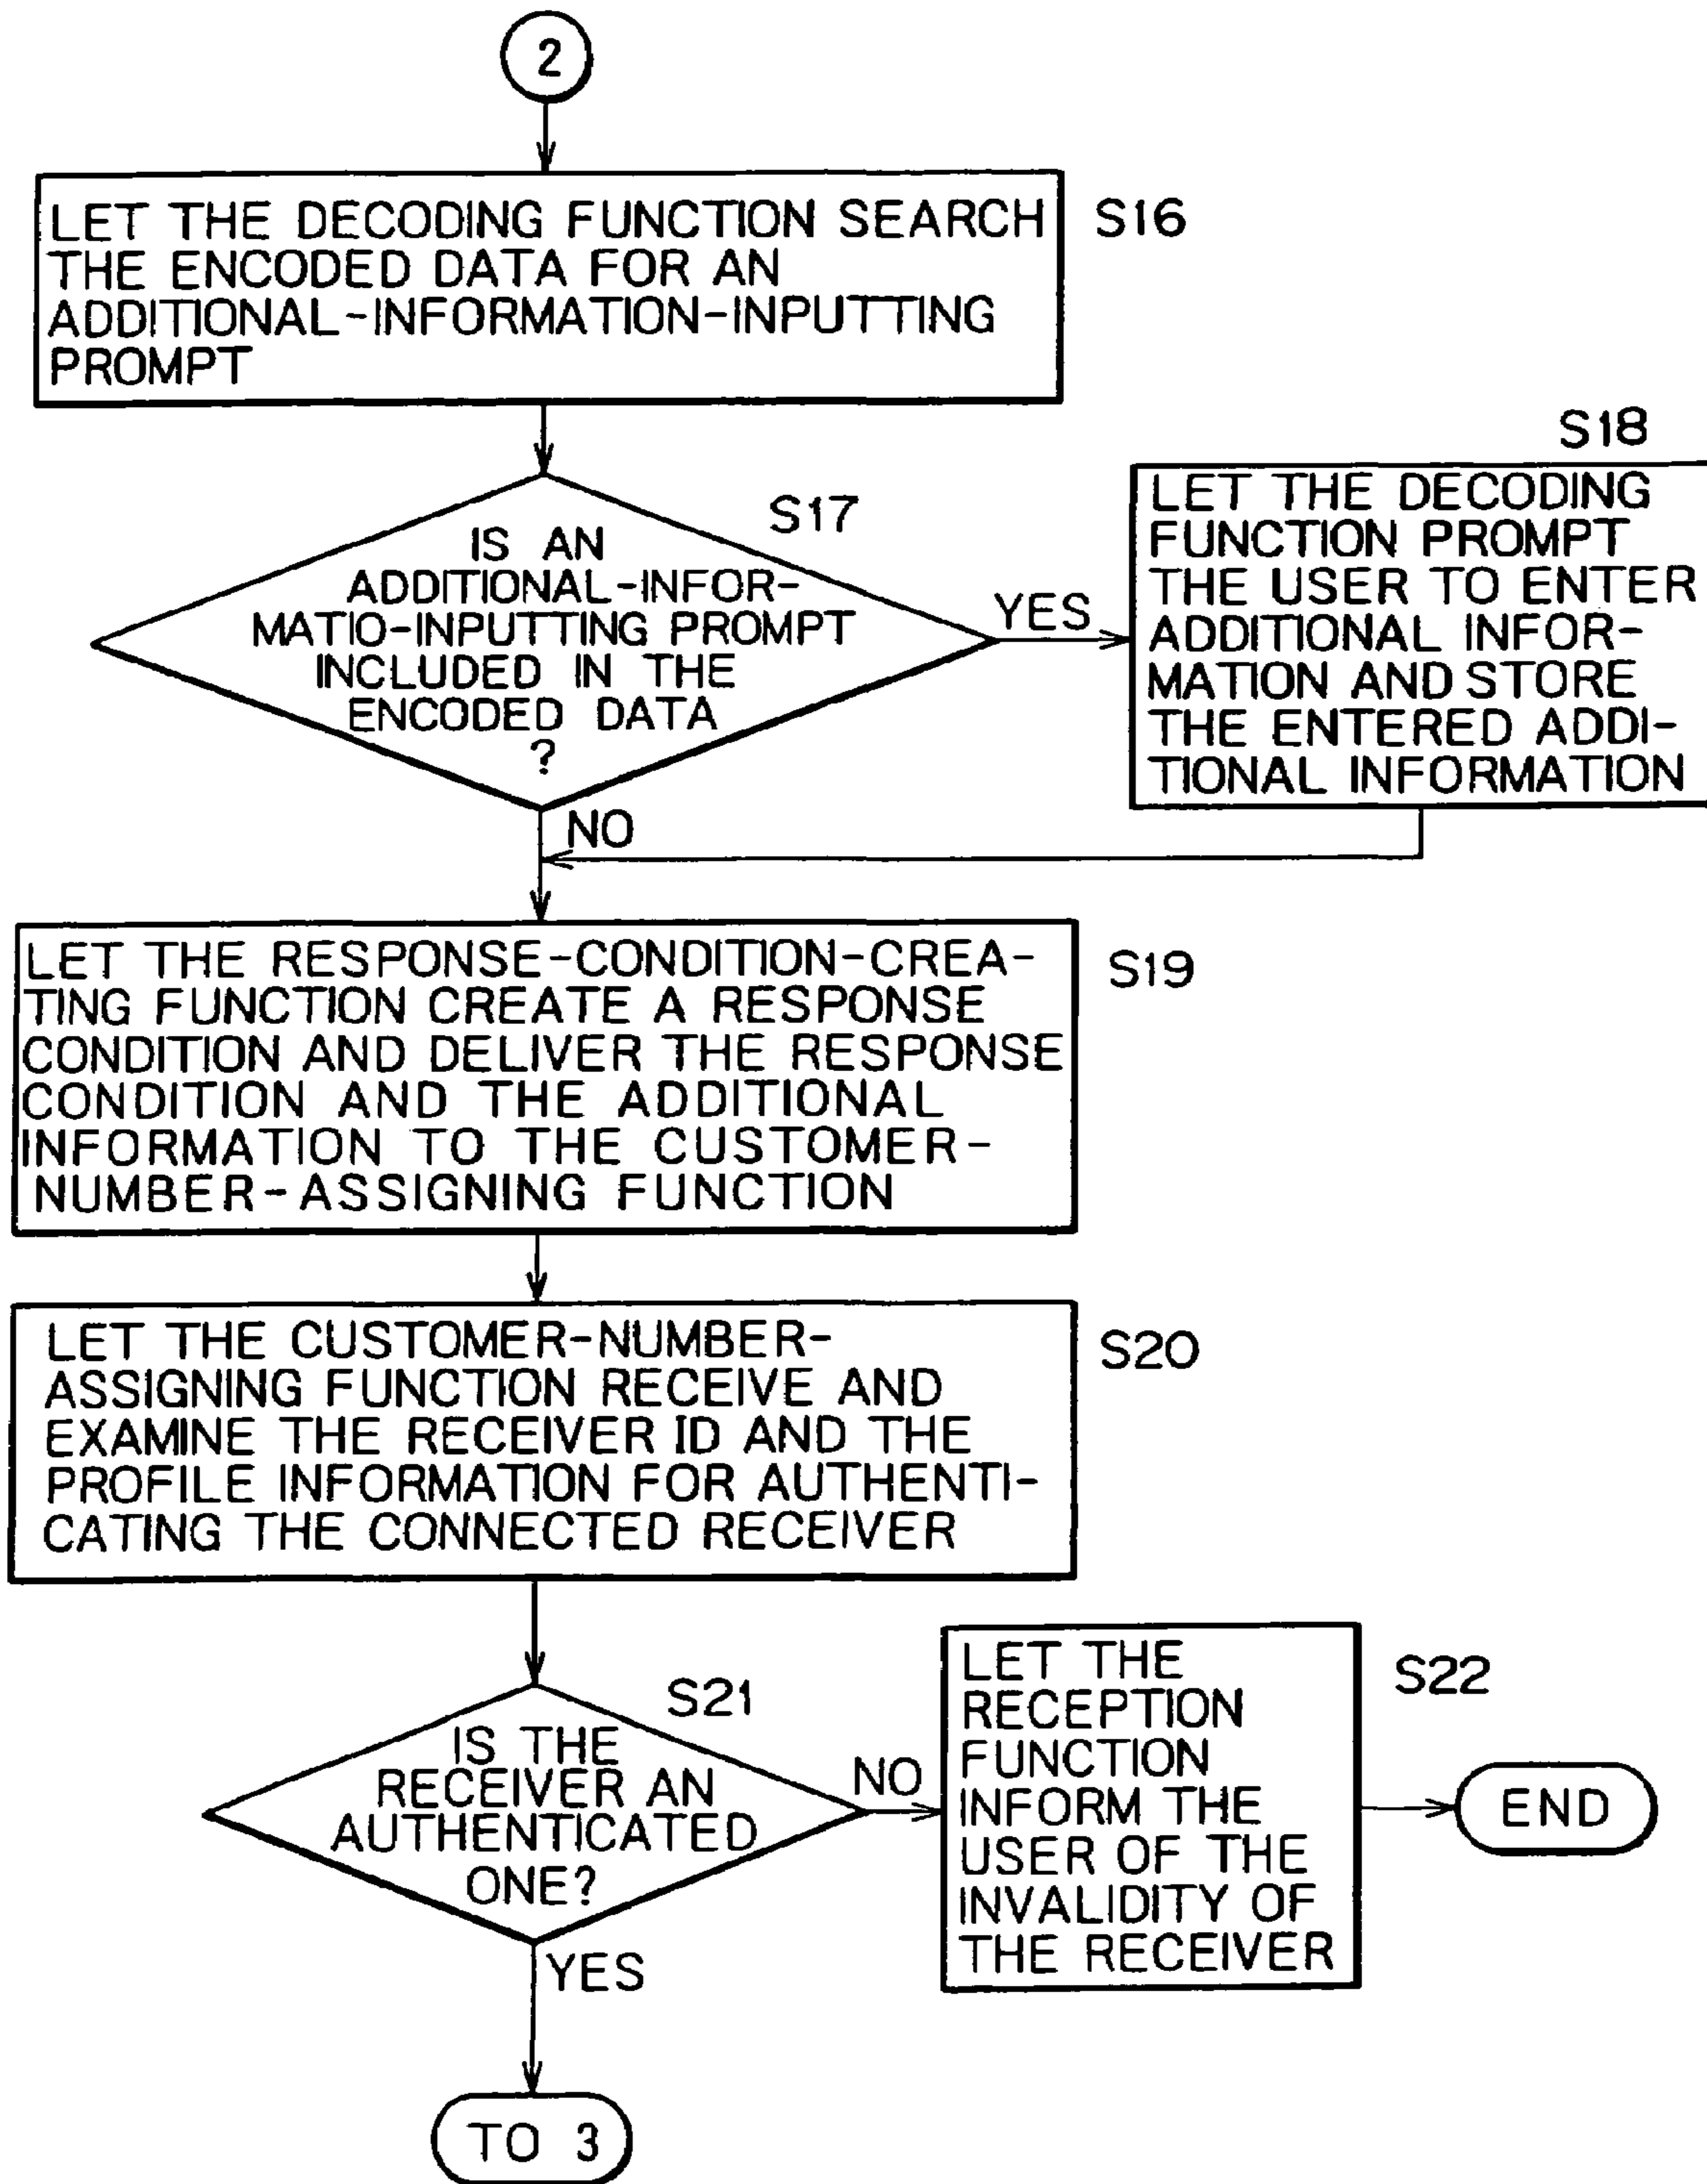 2
LET THE DECODING FUNCTION SEARCH
THE ENCODED DATA FOR AN
ADDITIONAL-INFORMATION-INPUTTING
PROMPT
S16
S17
IS AN
ADDITIONAL-INFOR-
MATIO-INPUTTING PROMPT
INCLUDED IN THE
ENCODED DATA
?
YES
NO
S18
LET THE DECODING
FUNCTION PROMPT
THE USER TO ENTER
ADDITIONAL INFOR-
MATION AND STORE
THE ENTERED ADDI-
TIONAL INFORMATION
LET THE RESPONSE-CONDITION-CREA-
TING FUNCTION CREATE A RESPONSE
CONDITION AND DELIVER THE RESPONSE
CONDITION AND THE ADDITIONAL
INFORMATION TO THE CUSTOMER-
NUMBER-ASSIGNING FUNCTION
S19
LET THE CUSTOMER-NUMBER-
ASSIGNING FUNCTION RECEIVE AND
EXAMINE THE RECEIVER ID AND THE
PROFILE INFORMATION FOR AUTHENTI-
CATING THE CONNECTED RECEIVER
S20
S21
IS THE
RECEIVER AN
AUTHENTICATED
ONE?
NO
YES
LET THE
RECEPTION
FUNCTION
INFORM THE
USER OF THE
INVALIDITY OF
THE RECEIVER
S22
END
TO 3